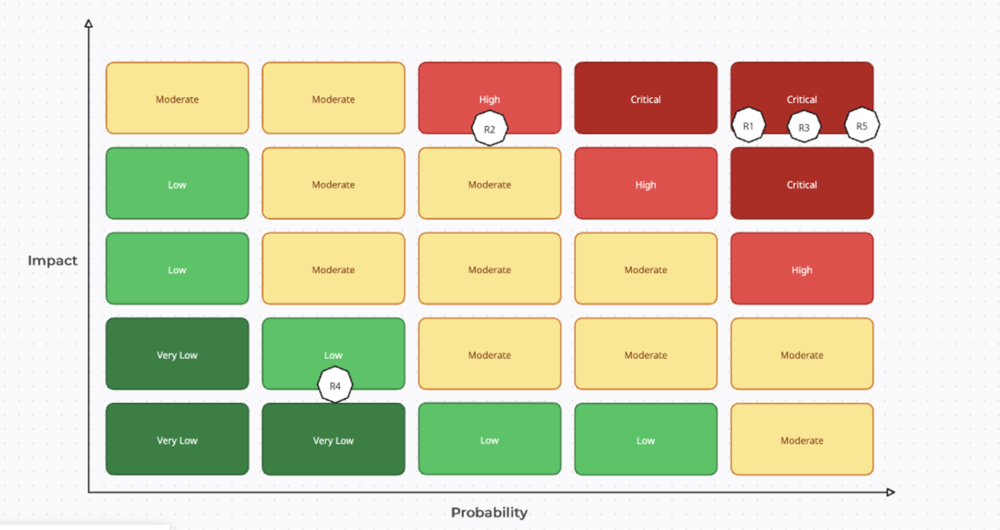 Moderate
Moderate
High
Critical
Critical
R2
R1
R3
R5
Low
Moderate
Moderate
High
Critical
Impact
Low
Moderate
Moderate
Moderate
High
Very Low
Low
Moderate
Moderate
Moderate
R4
Very Low
Very Low
Low
Low
Moderate
Probability